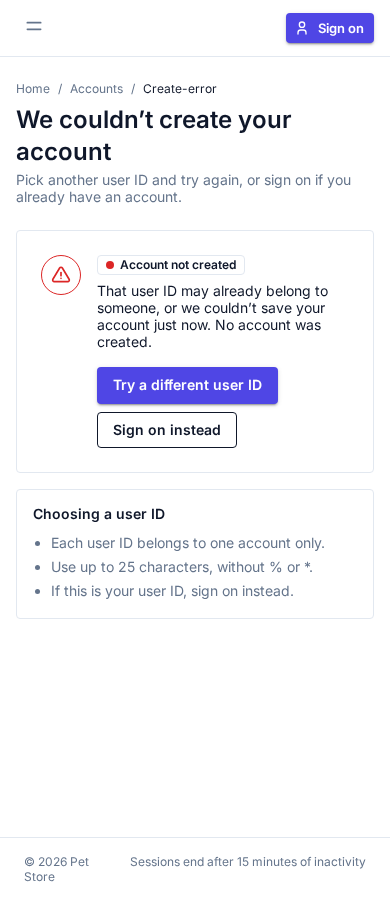 Sign on
Home / Accounts / Create-error
We couldn’t create your
account
Pick another user ID and try again, or sign on if you
already have an account.
Account not created
That user ID may already belong to
someone, or we couldn’t save your
account just now. No account was
created.
Try a different user ID
Sign on instead
Choosing a user ID
• Each user ID belongs to one account only.
• Use up to 25 characters, without % or *.
• If this is your user ID, sign on instead.
© 2026 Pet
Store
Sessions end after 15 minutes of inactivity